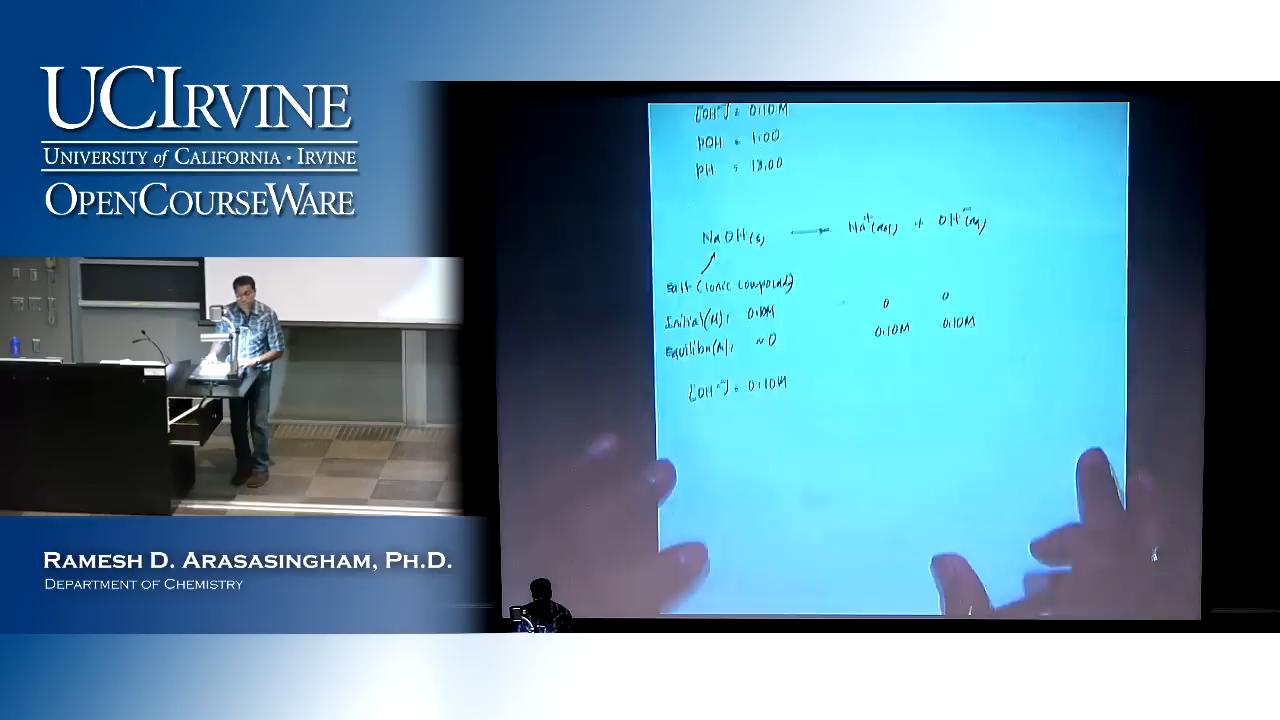 UCIRVINE
UNIVERSITY of CALIFORNIA · IRVINE
OPENCOURSEWARE
RAMESH D. ARASASINGHAM, PH.D.
DEPARTMENT OF CHEMISTRY
[OH⁻] = 0.10M
pOH = 1.00
pH = 13.00
NaOH(s) → Na⁺(aq) + OH⁻(aq)
salt (ionic compound)
Initial (M): 0.10M 0 0
Equilib(M): ~0 0.10M 0.10M
[OH⁻] = 0.10M